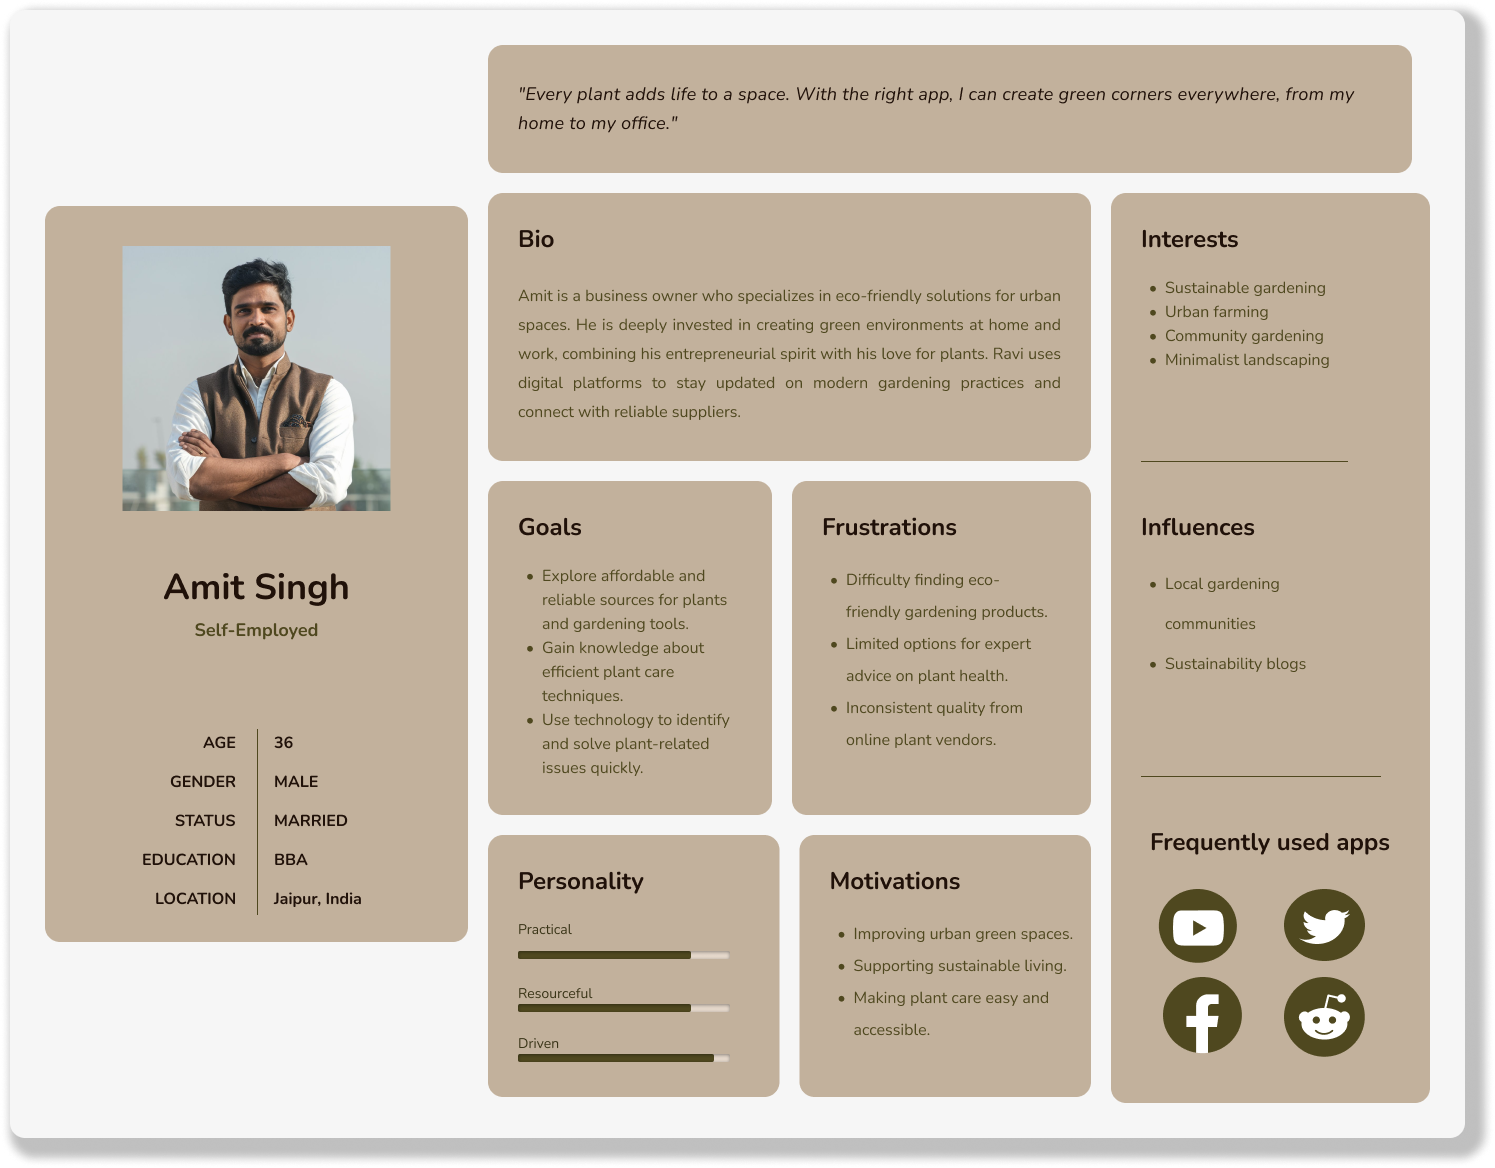 "Every plant adds life to a space. With the right app, I can create green corners everywhere, from my
home to my office."
Amit Singh
Self-Employed
AGE 36
GENDER MALE
STATUS MARRIED
EDUCATION BBA
LOCATION Jaipur, India
Bio
Amit is a business owner who specializes in eco-friendly solutions for urban
spaces. He is deeply invested in creating green environments at home and
work, combining his entrepreneurial spirit with his love for plants. Ravi uses
digital platforms to stay updated on modern gardening practices and
connect with reliable suppliers.
Goals
• Explore affordable and
reliable sources for plants
and gardening tools.
• Gain knowledge about
efficient plant care
techniques.
• Use technology to identify
and solve plant-related
issues quickly.
Frustrations
• Difficulty finding eco-
friendly gardening products.
• Limited options for expert
advice on plant health.
• Inconsistent quality from
online plant vendors.
Personality
Practical
Resourceful
Driven
Motivations
• Improving urban green spaces.
• Supporting sustainable living.
• Making plant care easy and
accessible.
Interests
• Sustainable gardening
• Urban farming
• Community gardening
• Minimalist landscaping
Influences
• Local gardening
communities
• Sustainability blogs
Frequently used apps